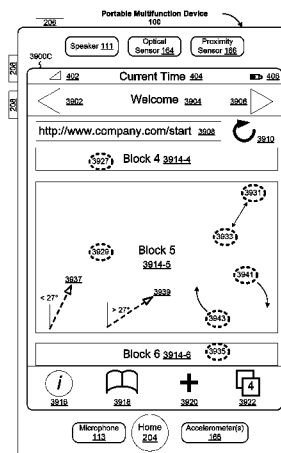 Portable Multifunction Device
100
206
Speaker 111
Optical
Sensor 164
Proximity
Sensor 166
3900C
208
208
402
Current Time 404
406
3902
Welcome 3904
3906
http://www.company.com/start 3908
3910
3927
Block 4 3914-4
3931
3933
3929
Block 5
3914-5
3937
3941
3939
< 27°
> 27°
3943
Block 6 3914-6
3935
i
4
3916
3918
3920
3922
Microphone
113
Home
204
Accelerometer(s)
168